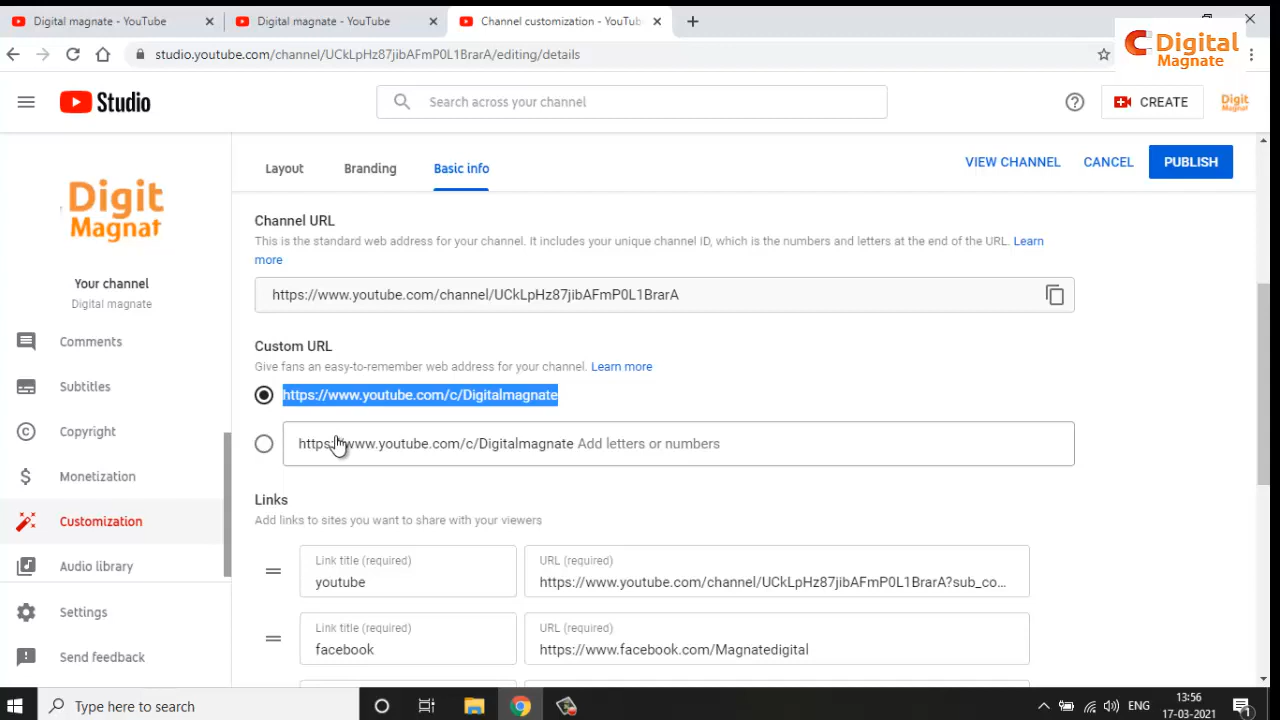 Digital magnate - YouTube
Digital magnate - YouTube
Channel customization - YouTub
studio.youtube.com/channel/UCkLpHz87jibAFmP0L1BrarA/editing/details
Digital
Magnate
Studio
Search across your channel
CREATE
Digit
Magnat
Digit
Magnat
Your channel
Digital magnate
Comments
Subtitles
Copyright
Monetization
Customization
Audio library
Settings
Send feedback
Layout
Branding
Basic info
VIEW CHANNEL
CANCEL
PUBLISH
Channel URL
This is the standard web address for your channel. It includes your unique channel ID, which is the numbers and letters at the end of the URL. Learn
more
https://www.youtube.com/channel/UCkLpHz87jibAFmP0L1BrarA
Custom URL
Give fans an easy-to-remember web address for your channel. Learn more
https://www.youtube.com/c/Digitalmagnate
https://www.youtube.com/c/Digitalmagnate Add letters or numbers
Links
Add links to sites you want to share with your viewers
Link title (required)
youtube
URL (required)
https://www.youtube.com/channel/UCkLpHz87jibAFmP0L1BrarA?sub_co...
Link title (required)
facebook
URL (required)
https://www.facebook.com/Magnatedigital
Type here to search
ENG
13:56
17-03-2021
1